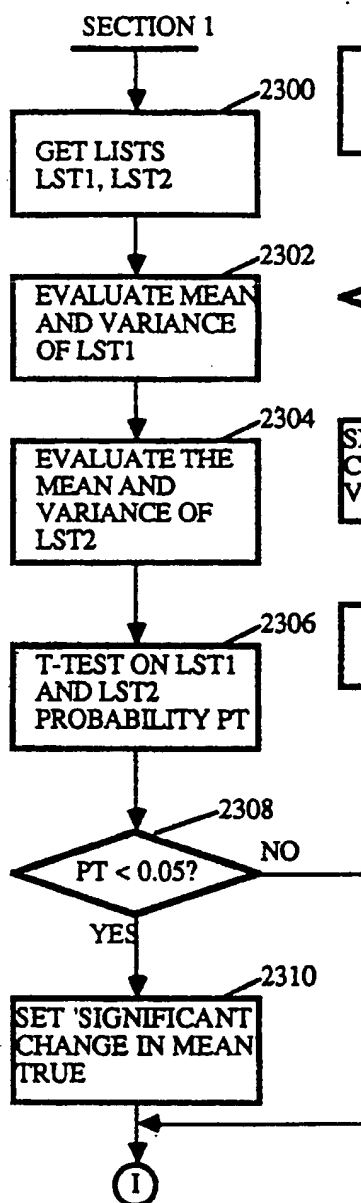 SECTION 1
2300
GET LISTS
LST1, LST2
2302
EVALUATE MEAN
AND VARIANCE
OF LST1
2304
EVALUATE THE
MEAN AND
VARIANCE OF
LST2
2306
T-TEST ON LST1
AND LST2
PROBABILITY PT
2308
PT < 0.05?
NO
YES
2310
SET 'SIGNIFICANT
CHANGE IN MEAN'
TRUE
I